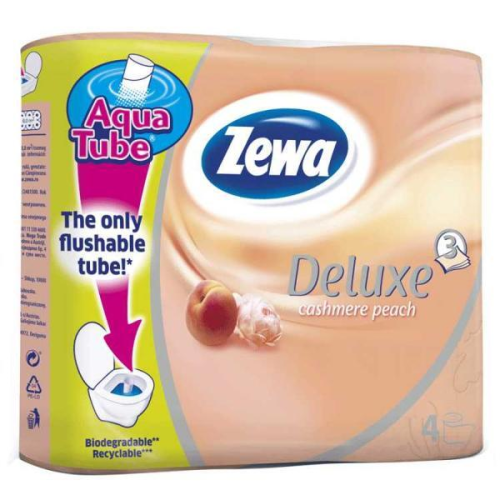 Aqua
Tube®
The only
flushable
tube!*
Biodegradable**
Recyclable***
Zewa
Deluxe
3
cashmere peach
4